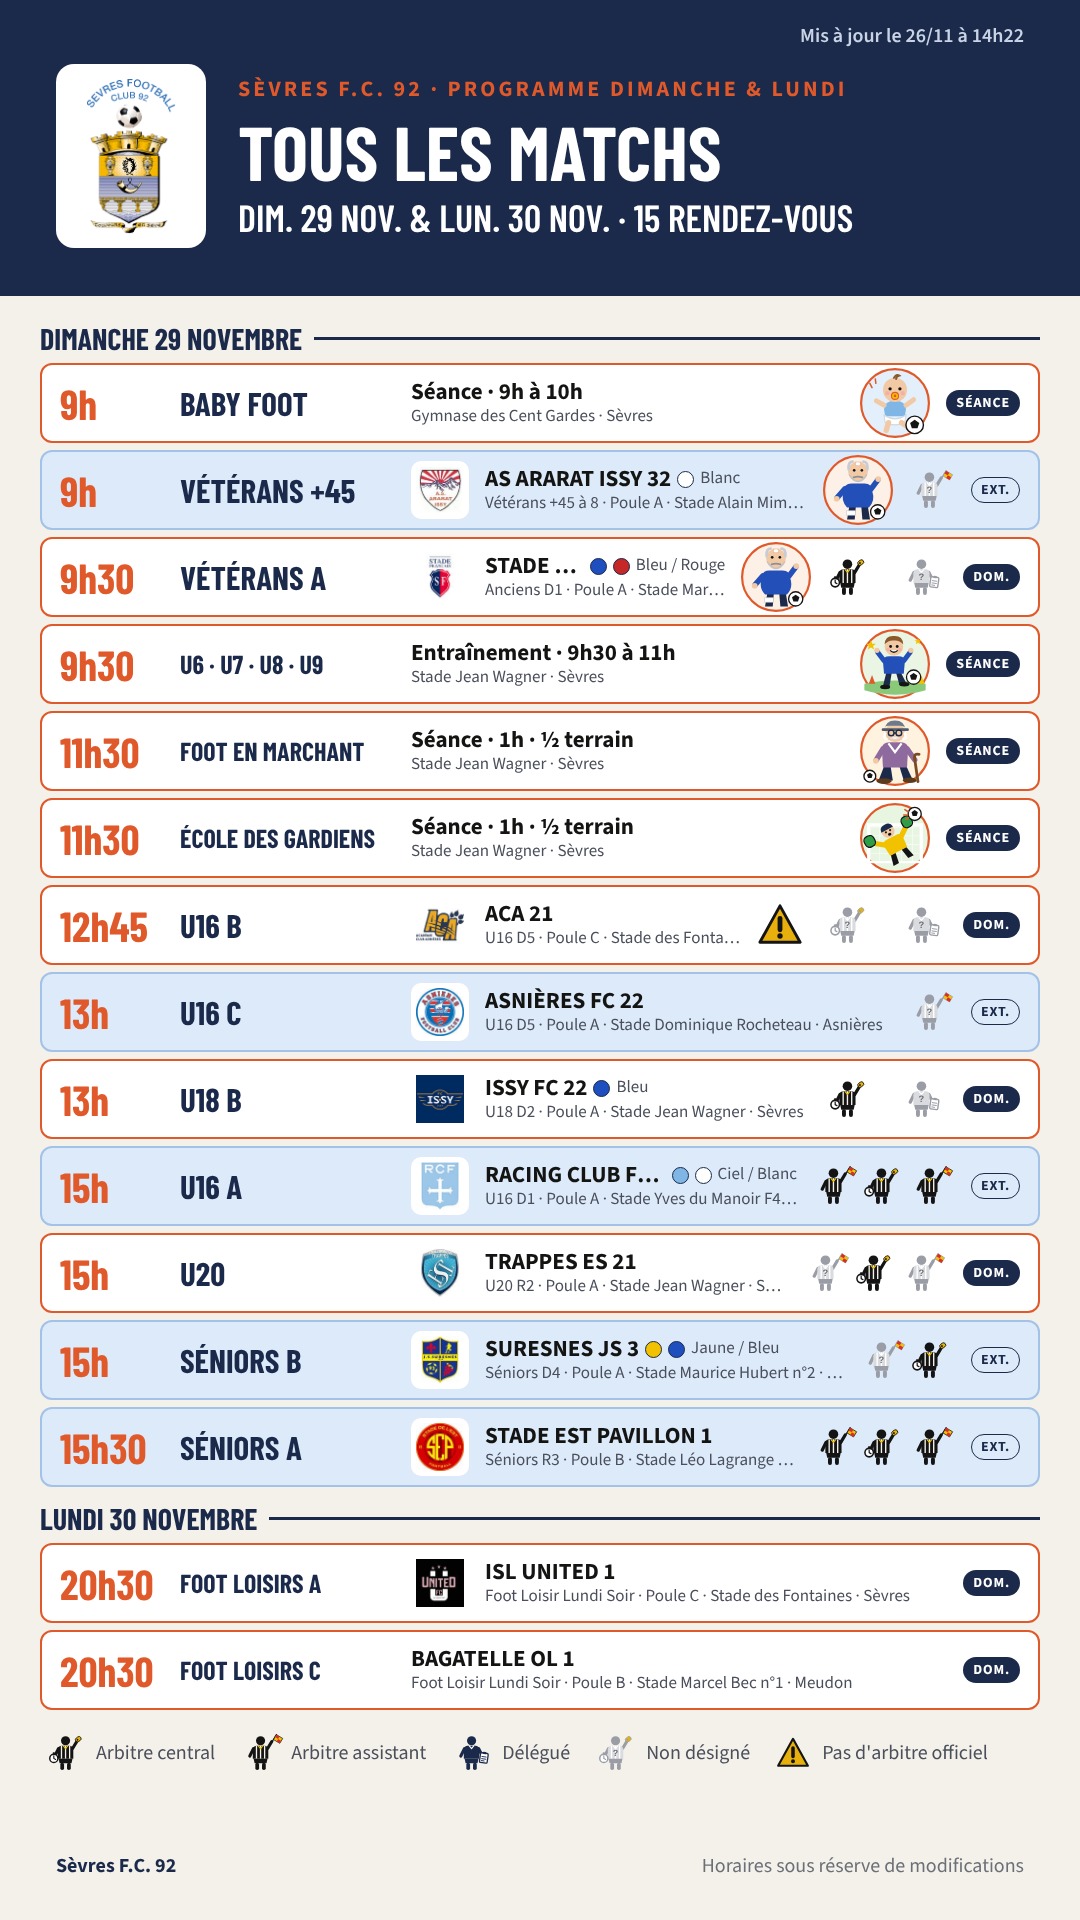 Mis à jour le 26/11 à 14h22
SEVRES FOOTBALL
CLUB 92
SÈVRES F.C. 92 · PROGRAMME DIMANCHE & LUNDI
TOUS LES MATCHS
DIM. 29 NOV. & LUN. 30 NOV. · 15 RENDEZ-VOUS
DIMANCHE 29 NOVEMBRE
9h BABY FOOT Séance · 9h à 10h SÉANCE
Gymnase des Cent Gardes · Sèvres
9h VÉTÉRANS +45 AS ARARAT ISSY 32 Blanc EXT.
Vétérans +45 à 8 · Poule A · Stade Alain Mim…
9h30 VÉTÉRANS A STADE … Bleu / Rouge DOM.
Anciens D1 · Poule A · Stade Mar…
9h30 U6 · U7 · U8 · U9 Entraînement · 9h30 à 11h SÉANCE
Stade Jean Wagner · Sèvres
11h30 FOOT EN MARCHANT Séance · 1h · ½ terrain SÉANCE
Stade Jean Wagner · Sèvres
11h30 ÉCOLE DES GARDIENS Séance · 1h · ½ terrain SÉANCE
Stade Jean Wagner · Sèvres
12h45 U16 B ACA 21 DOM.
U16 D5 · Poule C · Stade des Fonta…
13h U16 C ASNIÈRES FC 22 EXT.
U16 D5 · Poule A · Stade Dominique Rocheteau · Asnières
13h U18 B ISSY ISSY FC 22 Bleu DOM.
U18 D2 · Poule A · Stade Jean Wagner · Sèvres
15h U16 A RCF RACING CLUB F… Ciel / Blanc EXT.
U16 D1 · Poule A · Stade Yves du Manoir F4…
15h U20 TRAPPES ES 21 DOM.
U20 R2 · Poule A · Stade Jean Wagner · S…
15h SÉNIORS B SURESNES JS 3 Jaune / Bleu EXT.
Séniors D4 · Poule A · Stade Maurice Hubert n°2 · …
15h30 SÉNIORS A STADE EST PAVILLON 1 EXT.
Séniors R3 · Poule B · Stade Léo Lagrange …
LUNDI 30 NOVEMBRE
20h30 FOOT LOISIRS A UNITED ISL UNITED 1 DOM.
Foot Loisir Lundi Soir · Poule C · Stade des Fontaines · Sèvres
20h30 FOOT LOISIRS C BAGATELLE OL 1 DOM.
Foot Loisir Lundi Soir · Poule B · Stade Marcel Bec n°1 · Meudon
Arbitre central Arbitre assistant Délégué Non désigné Pas d'arbitre officiel
Sèvres F.C. 92 Horaires sous réserve de modifications